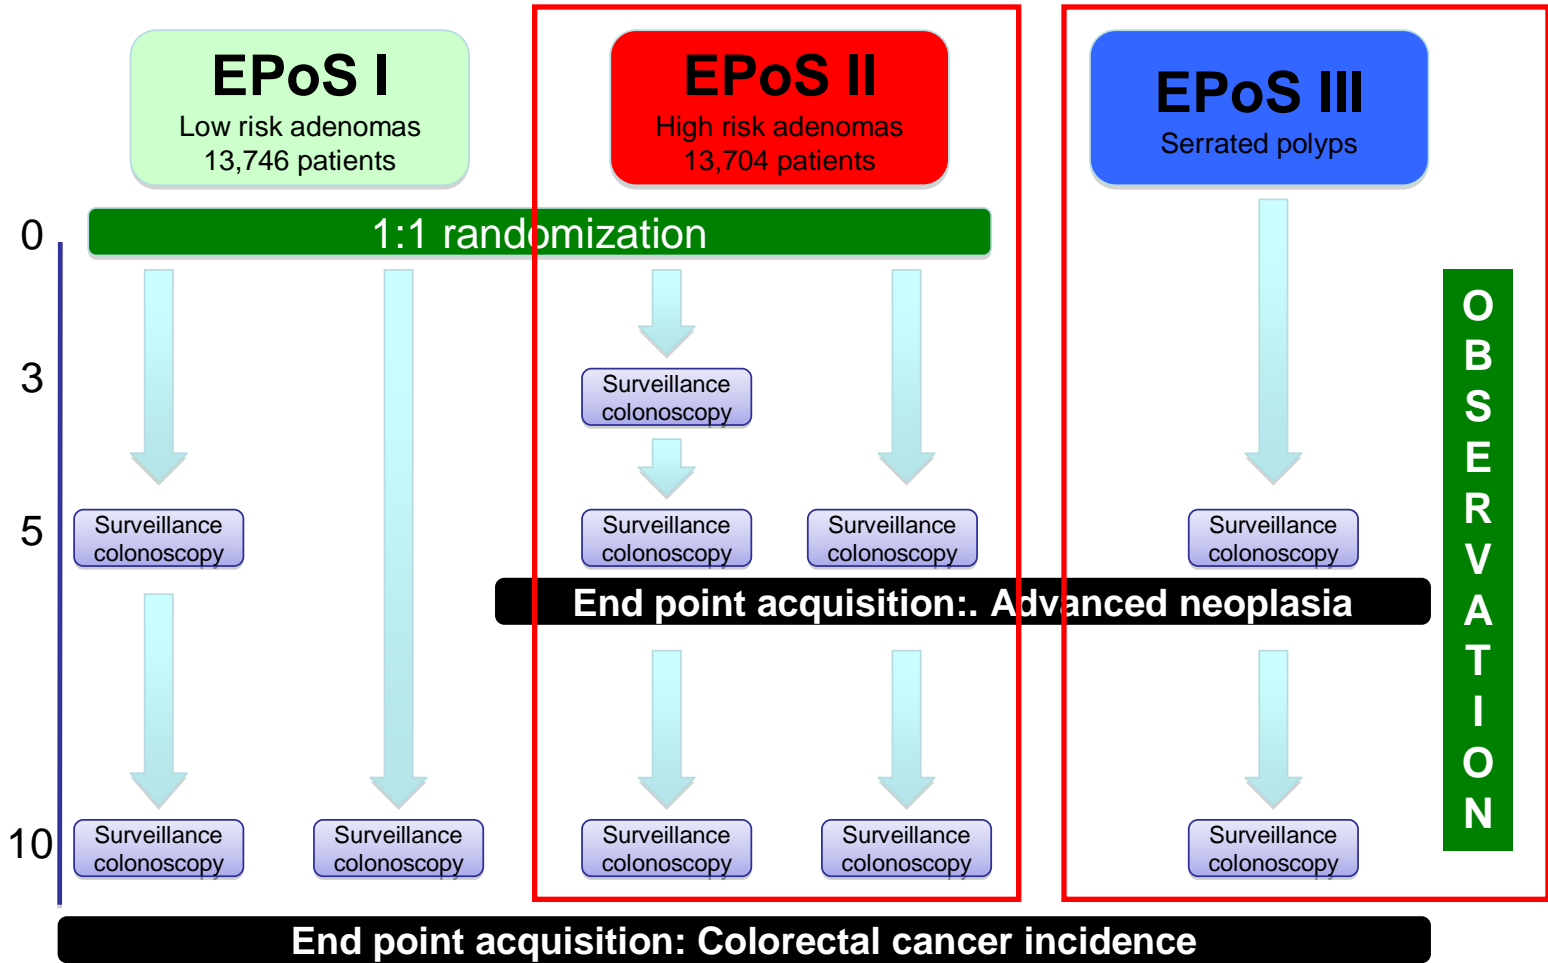 EPoS I
Low risk adenomas
13,746 patients
EPoS II
High risk adenomas
13,704 patients
EPoS III
Serrated polyps
0
1:1 randomization
3
Surveillance
colonoscopy
5
Surveillance
colonoscopy
Surveillance
colonoscopy
Surveillance
colonoscopy
Surveillance
colonoscopy
End point acquisition:. Advanced neoplasia
10
Surveillance
colonoscopy
Surveillance
colonoscopy
Surveillance
colonoscopy
Surveillance
colonoscopy
Surveillance
colonoscopy
O
B
S
E
R
V
A
T
I
O
N
End point acquisition: Colorectal cancer incidence